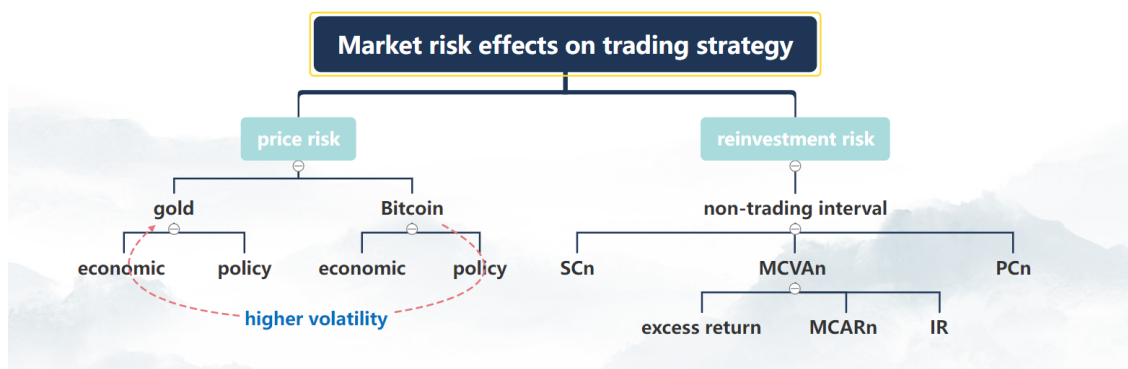 Market risk effects on trading strategy
price risk
reinvestment risk
gold
Bitcoin
non-trading interval
economic
policy
economic
policy
SCn
MCVAn
PCn
higher volatility
excess return
MCARn
IR